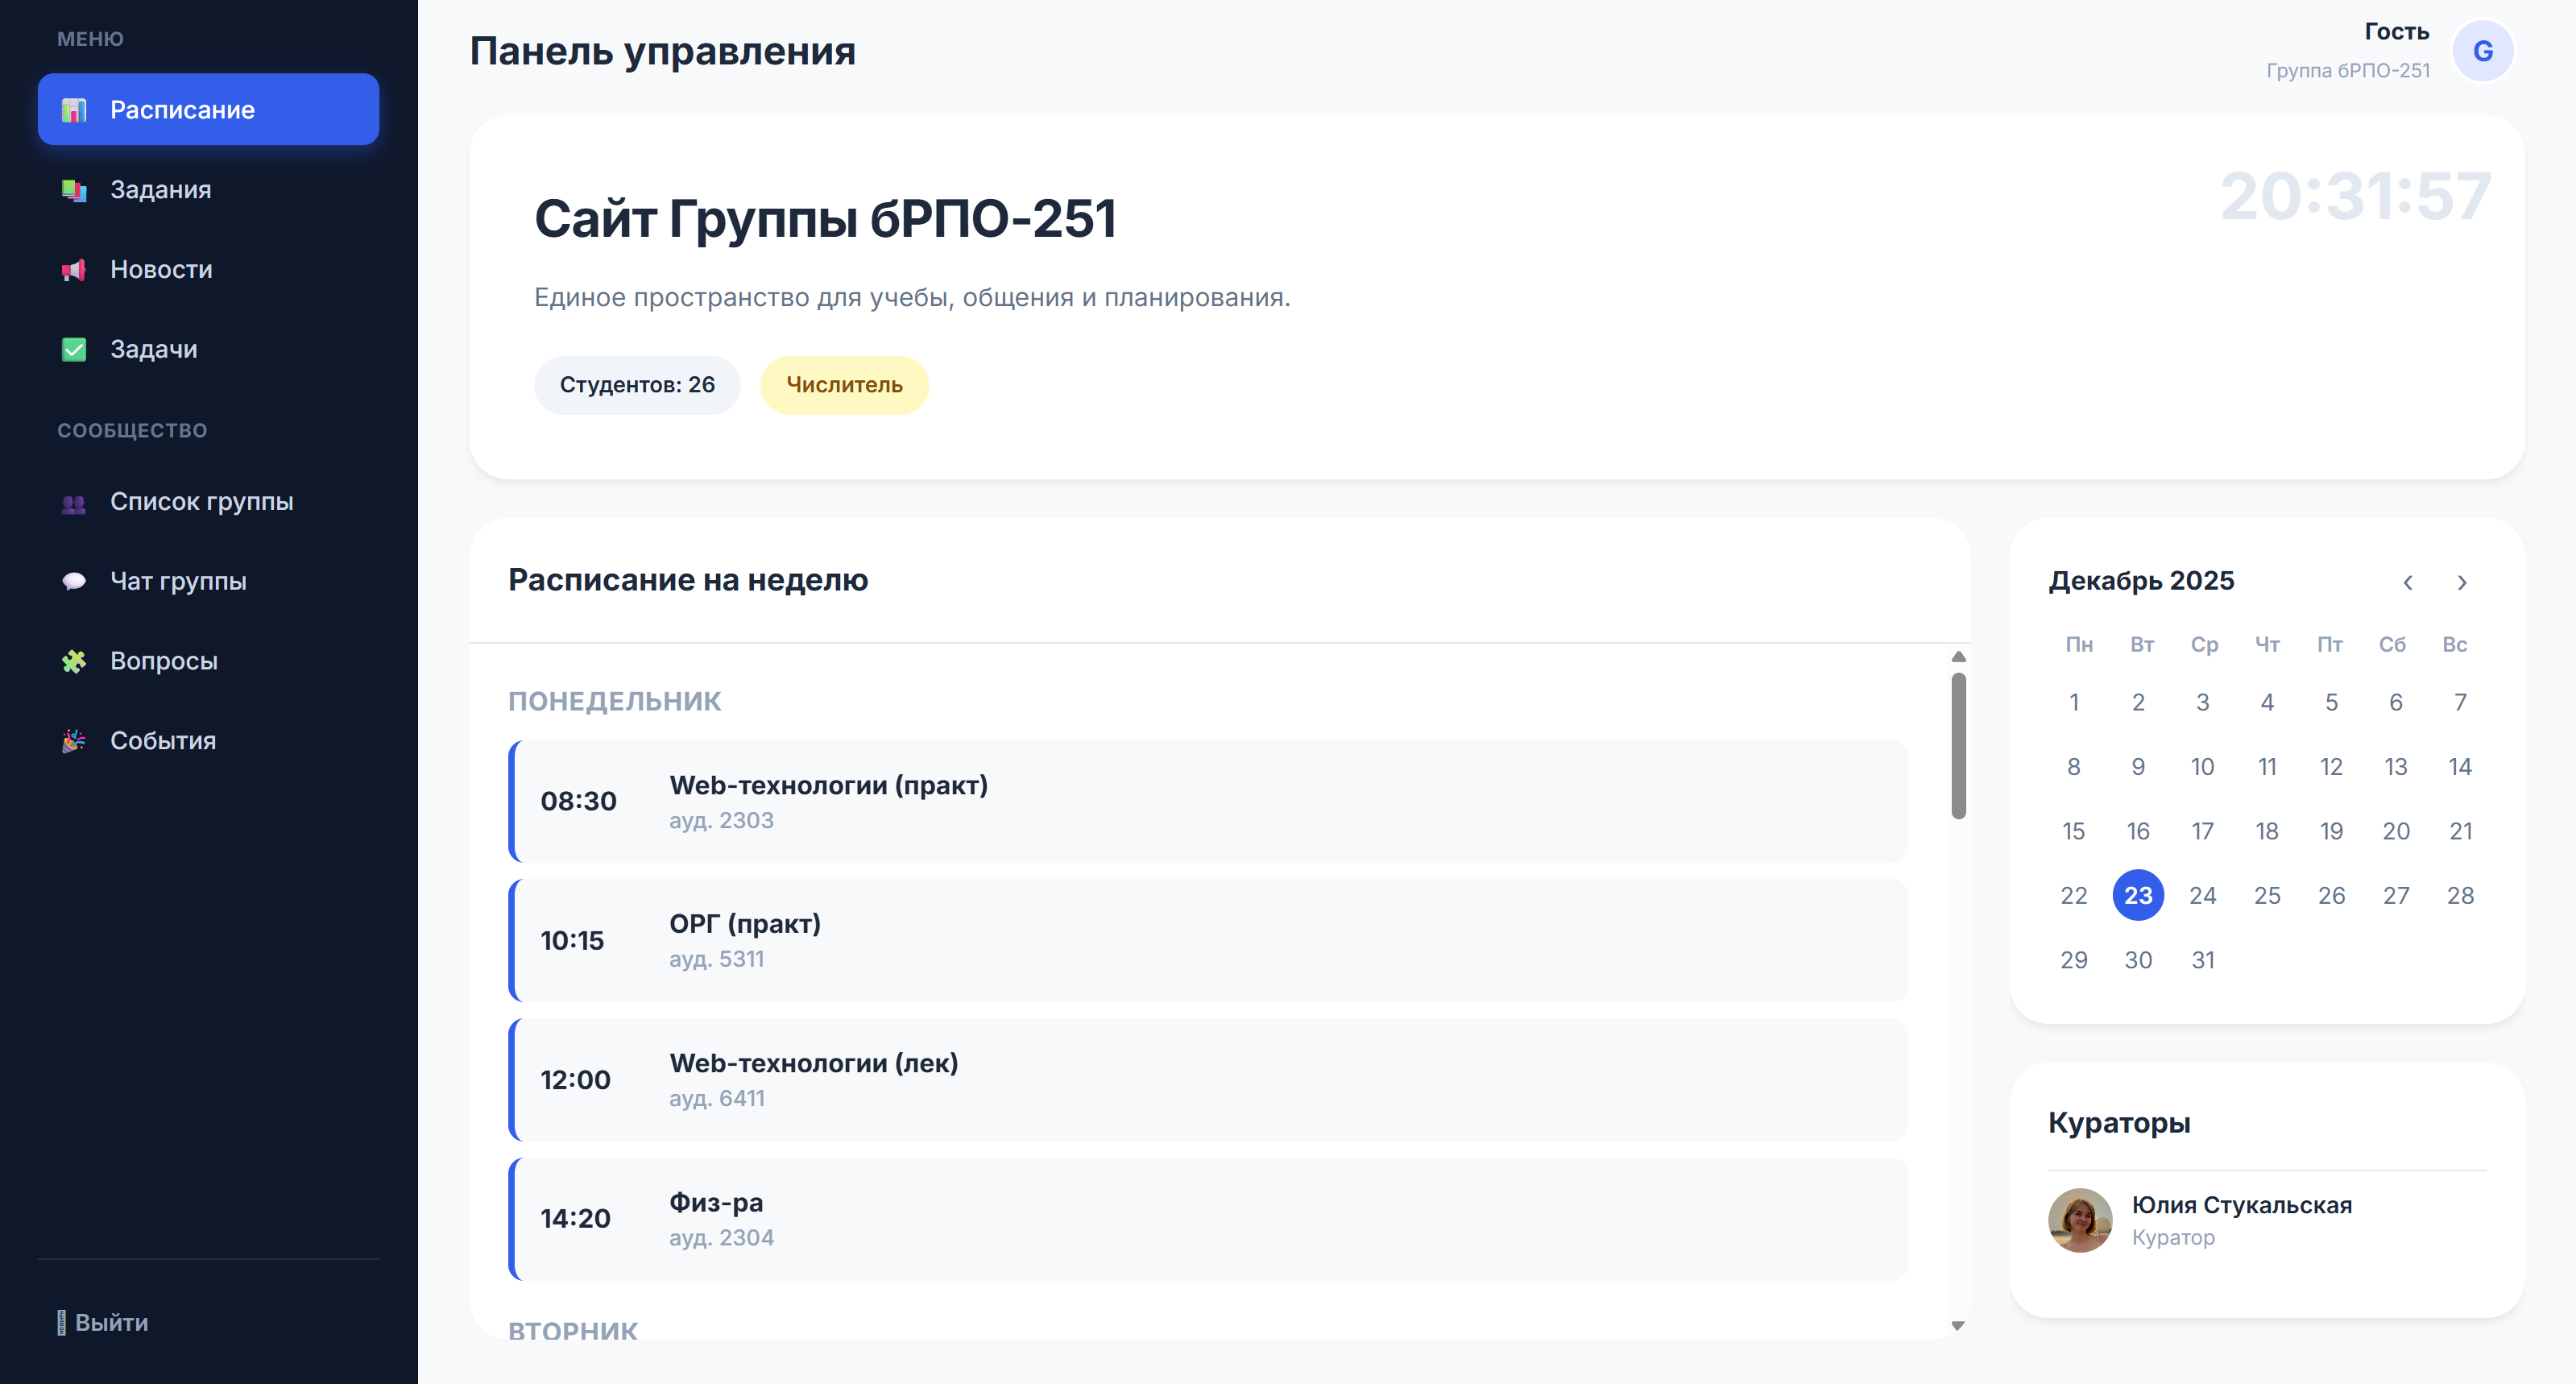 МЕНЮ
Расписание
Задания
Новости
Задачи
СООБЩЕСТВО
Список группы
Чат группы
Вопросы
События
Выйти
Панель управления
Гость
Группа бРПО-251
G
Сайт Группы бРПО-251
20:31:57
Единое пространство для учебы, общения и планирования.
Студентов: 26
Числитель
Расписание на неделю
ПОНЕДЕЛЬНИК
08:30
Web-технологии (практ)
ауд. 2303
10:15
ОРГ (практ)
ауд. 5311
12:00
Web-технологии (лек)
ауд. 6411
14:20
Физ-ра
ауд. 2304
ВТОРНИК
Декабрь 2025
Пн Вт Ср Чт Пт Сб Вс
1 2 3 4 5 6 7
8 9 10 11 12 13 14
15 16 17 18 19 20 21
22 23 24 25 26 27 28
29 30 31
Кураторы
Юлия Стукальская
Куратор